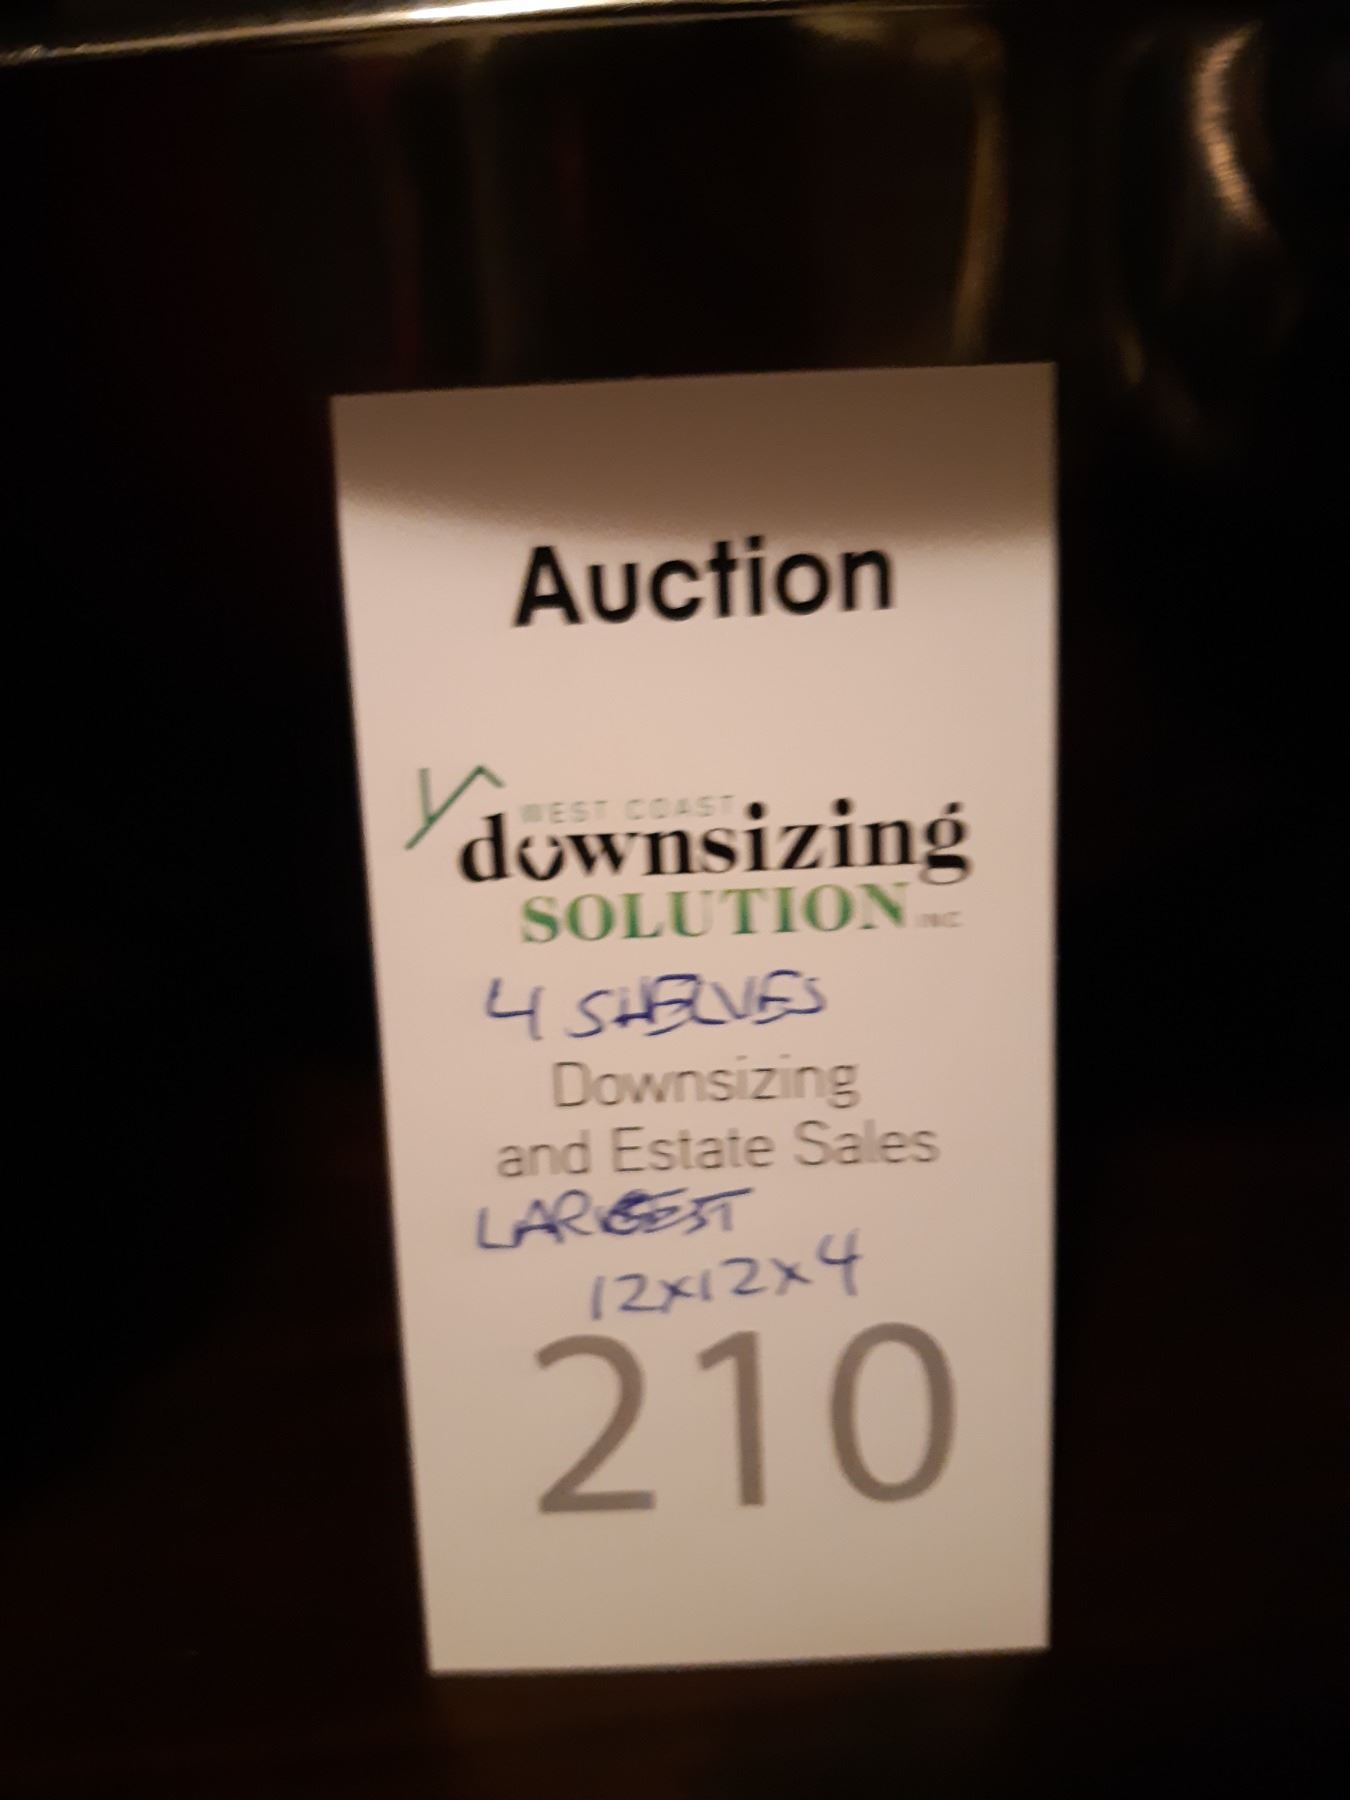 Auction
WEST COAST
downsizing
SOLUTION INC
4 SHELVES
Downsizing
and Estate Sales
LARGEST
12x12x4
210